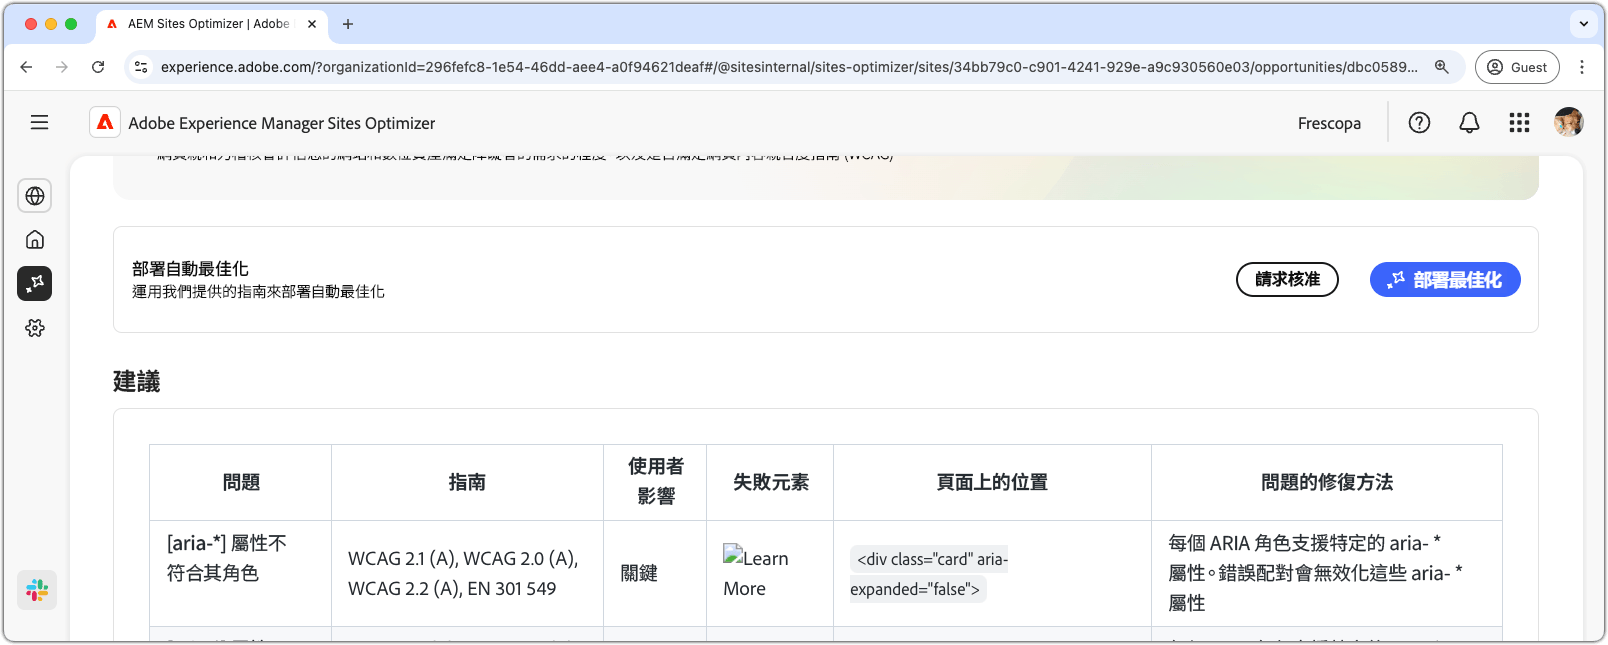 AEM Sites Optimizer | Adobe
experience.adobe.com/?organizationId=296fefc8-1e54-46dd-aee4-a0f94621deaf#/@sitesinternal/sites-optimizer/sites/34bb79c0-c901-4241-929e-a9c930560e03/opportunities/dbc0589...
Guest
Adobe Experience Manager Sites Optimizer
Frescopa
部署自動最佳化
運用我們提供的指南來部署自動最佳化
請求核准
部署最佳化
建議
問題
指南
使用者
影響
失敗元素
頁面上的位置
問題的修復方法
[aria-*] 屬性不
符合其角色
WCAG 2.1 (A), WCAG 2.0 (A),
WCAG 2.2 (A), EN 301 549
關鍵
Learn
More
<div class="card" aria-
expanded="false">
每個 ARIA 角色支援特定的 aria- *
屬性。錯誤配對會無效化這些 aria- *
屬性